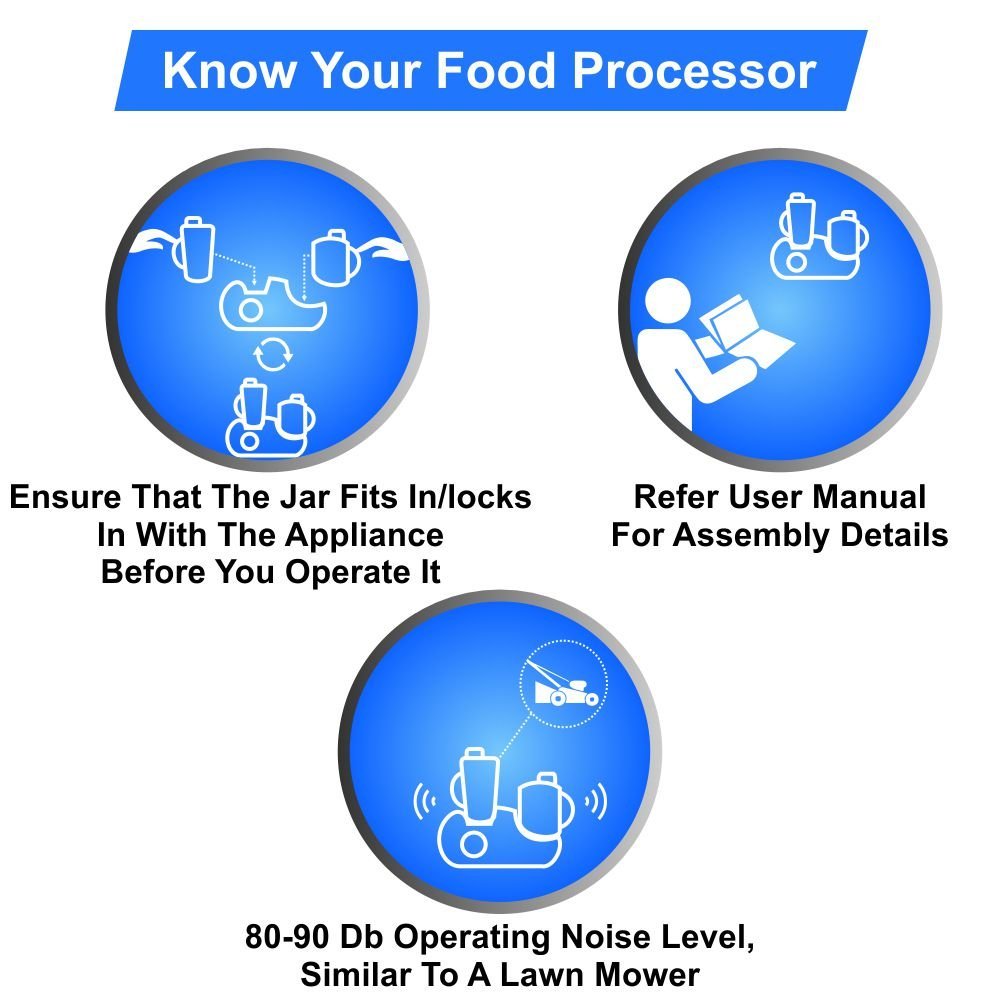 Know Your Food Processor
Ensure That The Jar Fits In/locks
In With The Appliance
Before You Operate It
Refer User Manual
For Assembly Details
80-90 Db Operating Noise Level,
Similar To A Lawn Mower